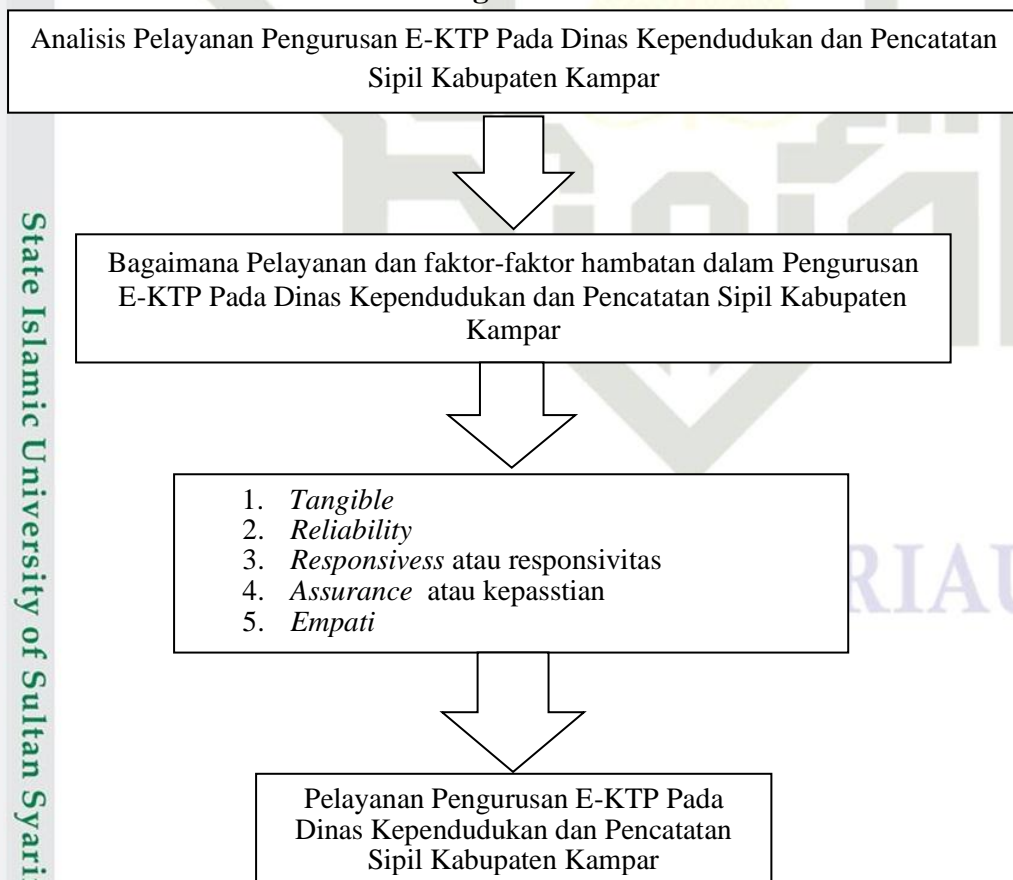 Analisis Pelayanan Pengurusan E-KTP Pada Dinas Kependudukan dan Pencatatan
Sipil Kabupaten Kampar
Bagaimana Pelayanan dan faktor-faktor hambatan dalam Pengurusan
E-KTP Pada Dinas Kependudukan dan Pencatatan Sipil Kabupaten
Kampar
1. Tangible
2. Reliability
3. Responsivess atau responsivitas
4. Assurance atau kepasstian
5. Empati
Pelayanan Pengurusan E-KTP Pada
Dinas Kependudukan dan Pencatatan
Sipil Kabupaten Kampar
State Islamic University of Sultan
RIAU